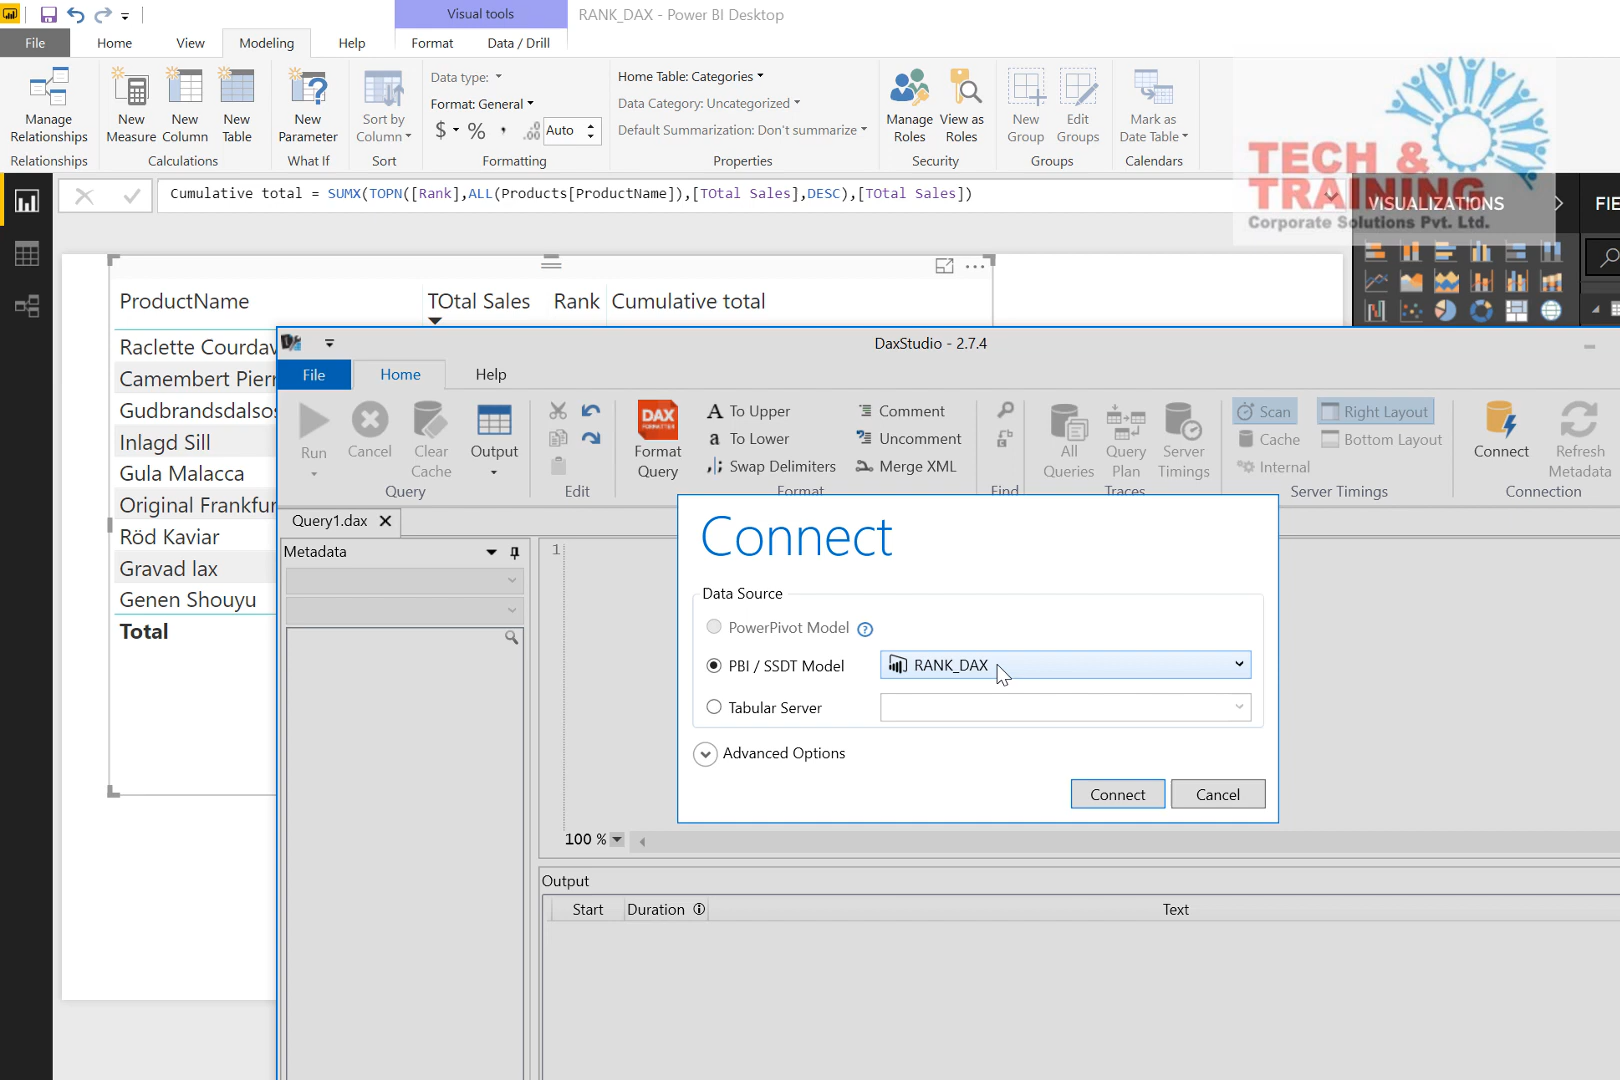 Visual tools
RANK_DAX - Power BI Desktop
File
Home
View
Modeling
Help
Format
Data / Drill
Manage Relationships
Relationships
New Measure
New Column
New Table
Calculations
New Parameter
What If
Sort by Column
Sort
Data type:
Format: General
$ % , .00 Auto
Formatting
Home Table: Categories
Data Category: Uncategorized
Default Summarization: Don't summarize
Properties
Manage Roles
View as Roles
Security
New Group
Edit Groups
Groups
Mark as Date Table
Calendars
TECH &
TRAINING
Corporate Solutions Pvt. Ltd.
Cumulative total = SUMX(TOPN([Rank],ALL(Products[ProductName]),[TOtal Sales],DESC),[TOtal Sales])
VISUALIZATIONS
FIE
ProductName TOtal Sales Rank Cumulative total
Raclette Courdav
Camembert Pierr
Gudbrandsdalsos
Inlagd Sill
Gula Malacca
Original Frankfur
Röd Kaviar
Gravad lax
Genen Shouyu
Total
DaxStudio - 2.7.4
File
Home
Help
Run
Cancel
Clear Cache
Output
Query
Edit
DAX
FORMATTER
Format Query
To Upper
To Lower
Swap Delimiters
Comment
Uncomment
Merge XML
Format
Find
All Queries
Query Plan
Server Timings
Traces
Scan
Cache
Internal
Right Layout
Bottom Layout
Server Timings
Connect
Refresh Metadata
Connection
Query1.dax
Metadata
1
Connect
Data Source
PowerPivot Model ?
PBI / SSDT Model RANK_DAX
Tabular Server
Advanced Options
Connect
Cancel
100 %
Output
Start Duration Text